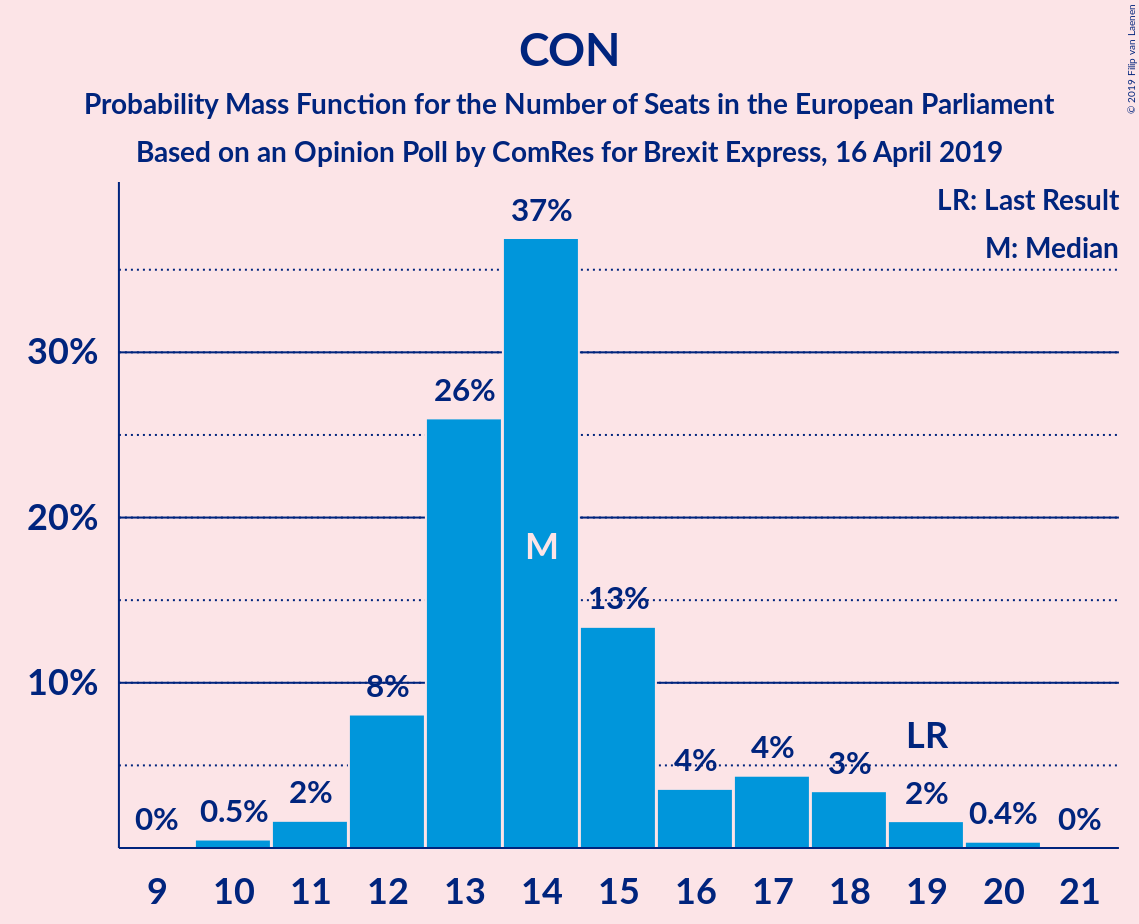 © 2019 Filip van Laenen
CON
Probability Mass Function for the Number of Seats in the European Parliament
Based on an Opinion Poll by ComRes for Brexit Express, 16 April 2019
LR: Last Result
M: Median
37%
30%
26%
20%
M
13%
10%
8%
LR
4%
4%
3%
2%
2%
0%
0.5%
0.4%
0%
9 10 11 12 13 14 15 16 17 18 19 20 21